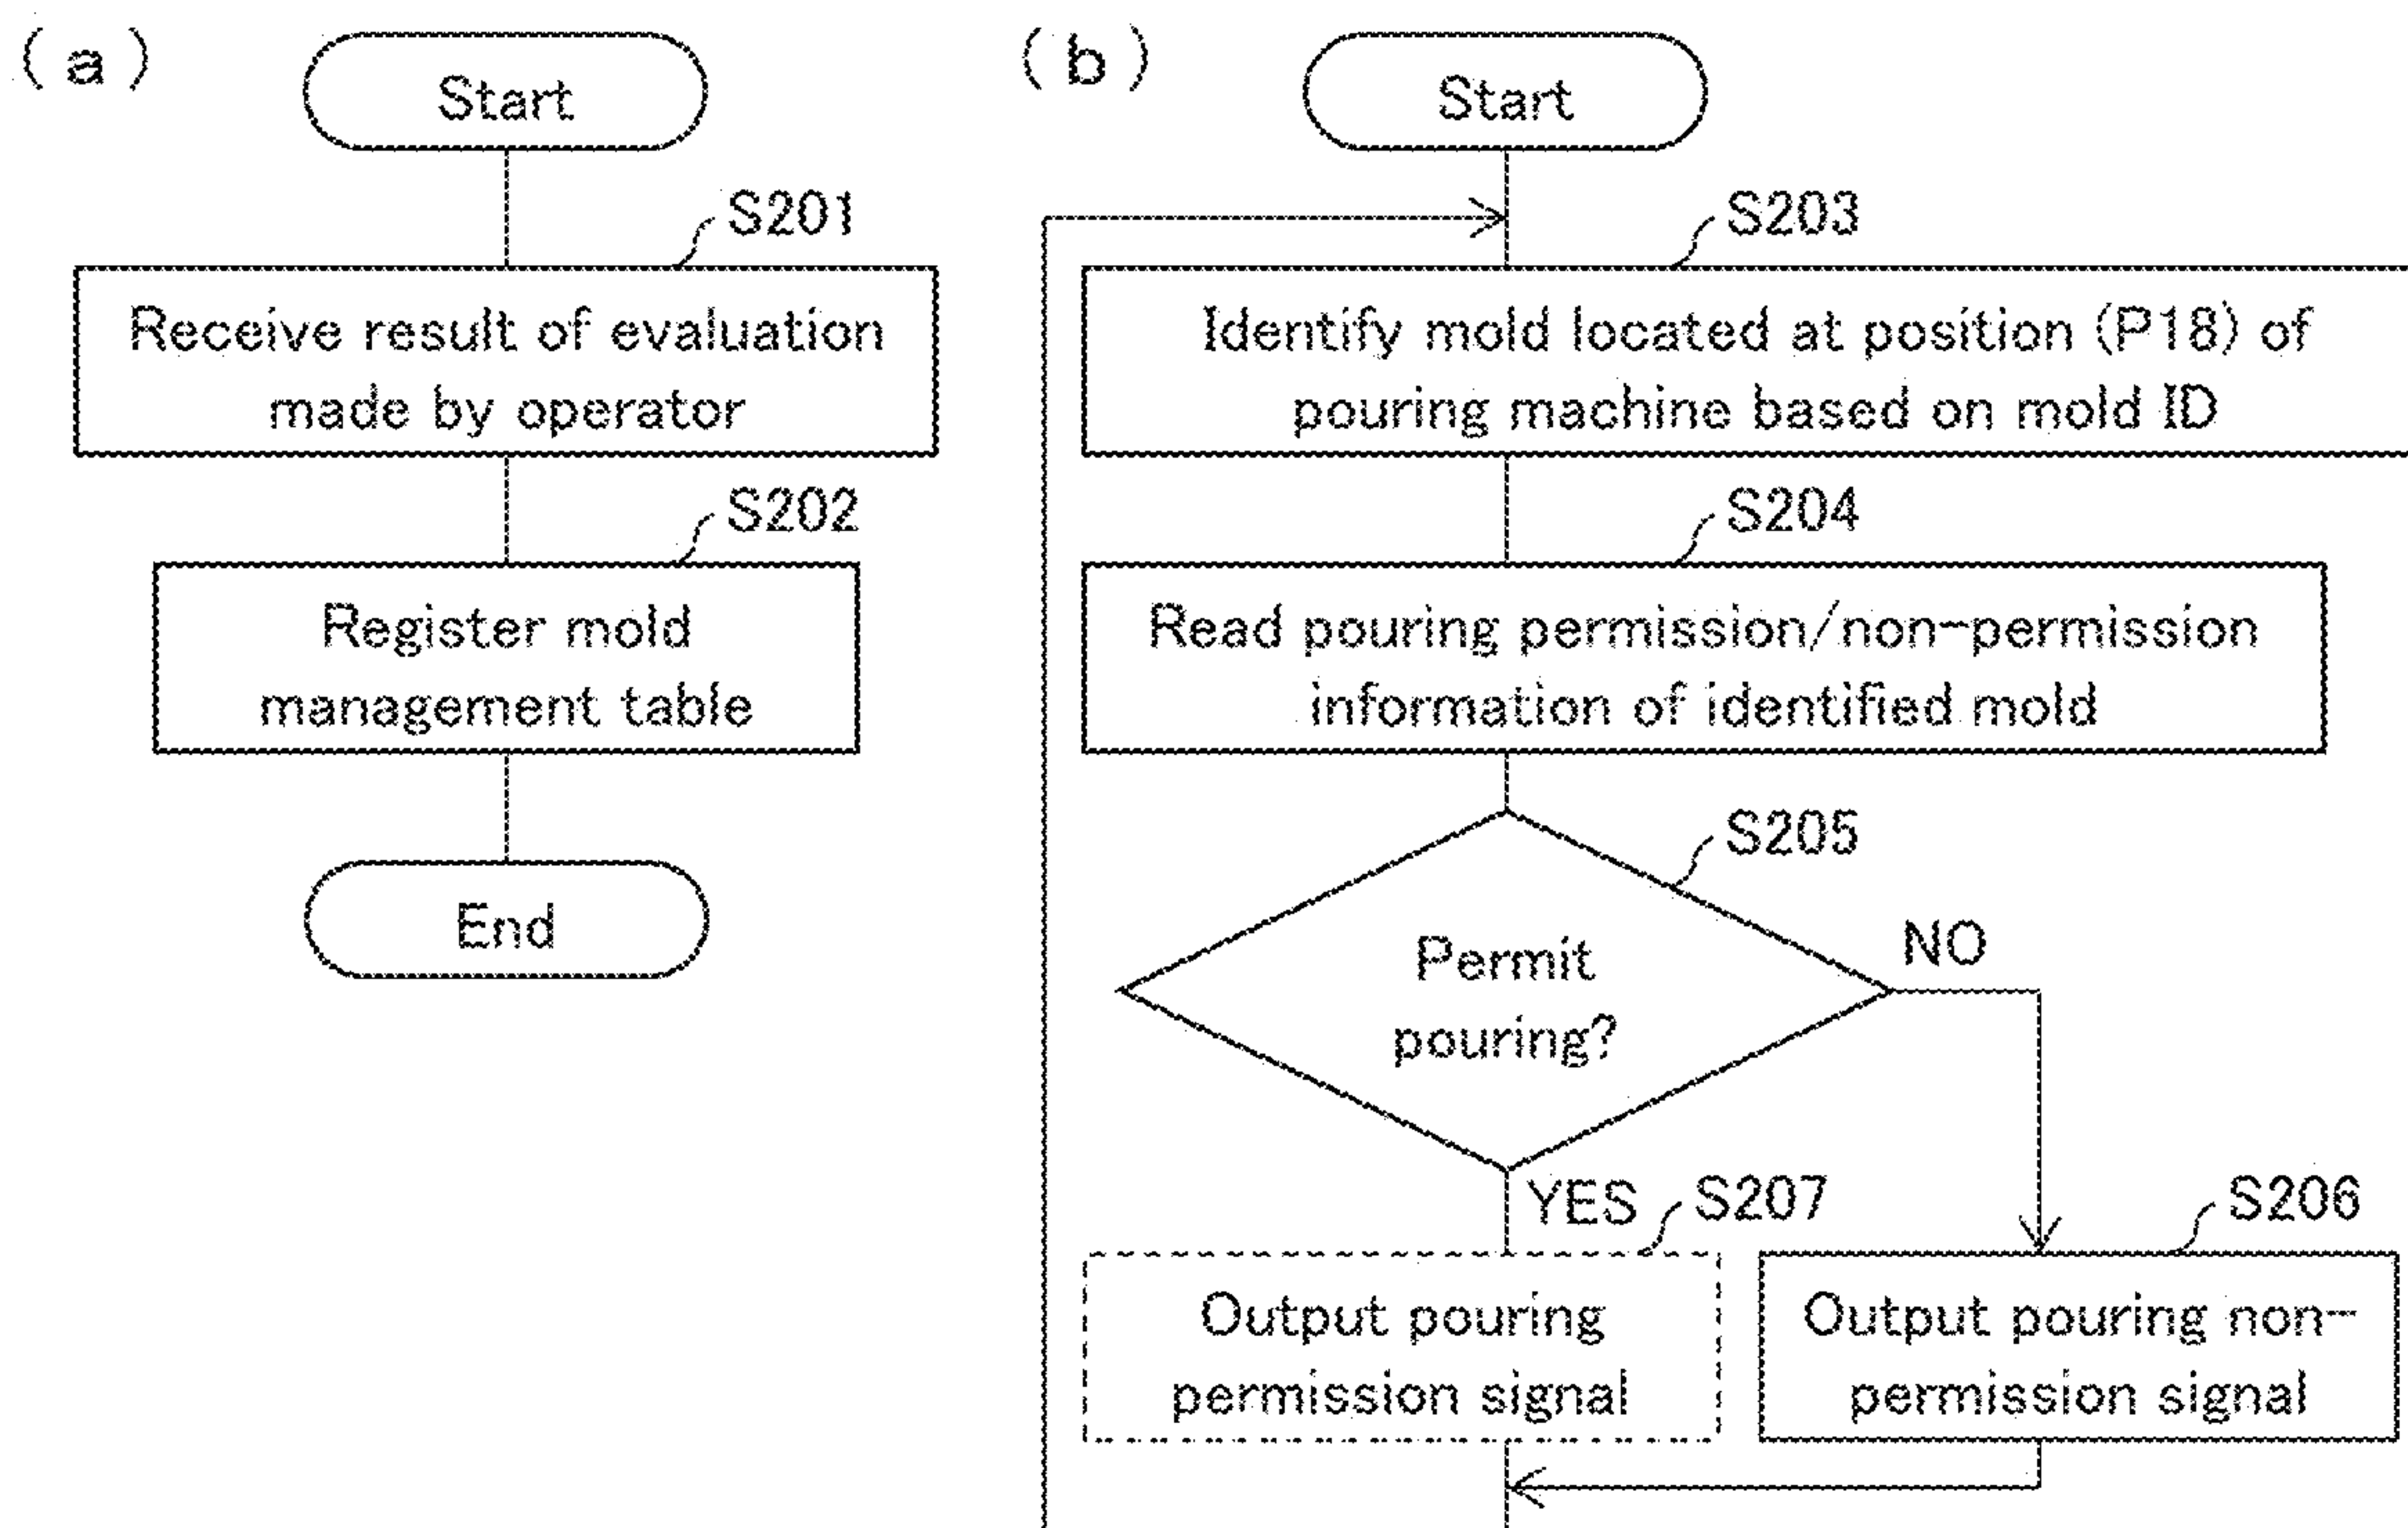 (a)
Start
S201
Receive result of evaluation
made by operator
S202
Register mold
management table
End
(b)
Start
S203
Identify mold located at position (P18) of
pouring machine based on mold ID
S204
Read pouring permission/non-permission
information of identified mold
S205
Permit
pouring?
NO
YES
S207
Output pouring
permission signal
S206
Output pouring non-
permission signal